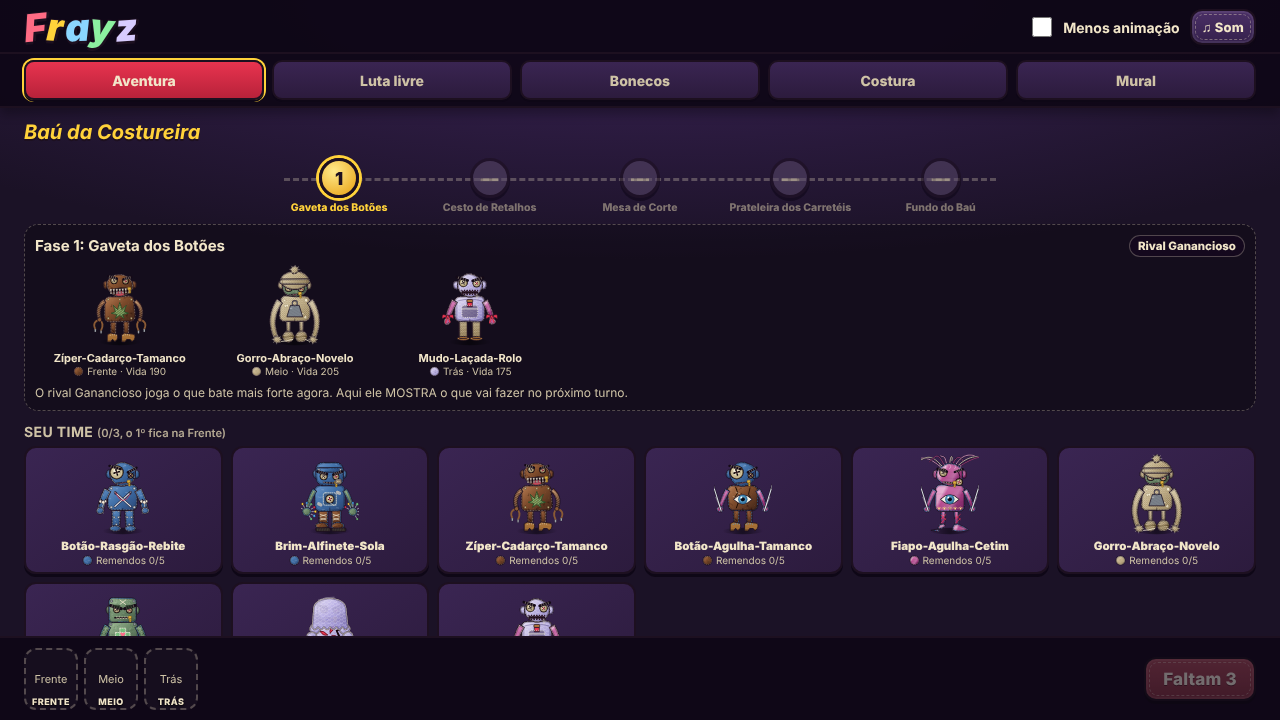 Frayz
Menos animação
♫ Som
Aventura
Luta livre
Bonecos
Costura
Mural
Baú da Costureira
1
Gaveta dos Botões
Cesto de Retalhos
Mesa de Corte
Prateleira dos Carretéis
Fundo do Baú
Fase 1: Gaveta dos Botões
Rival Ganancioso
Zíper-Cadarço-Tamanco
Frente · Vida 190
Gorro-Abraço-Novelo
Meio · Vida 205
Mudo-Laçada-Rolo
Trás · Vida 175
O rival Ganancioso joga o que bate mais forte agora. Aqui ele MOSTRA o que vai fazer no próximo turno.
SEU TIME (0/3, o 1º fica na Frente)
Botão-Rasgão-Rebite
Remendos 0/5
Brim-Alfinete-Sola
Remendos 0/5
Zíper-Cadarço-Tamanco
Remendos 0/5
Botão-Agulha-Tamanco
Remendos 0/5
Fiapo-Agulha-Cetim
Remendos 0/5
Gorro-Abraço-Novelo
Remendos 0/5
Frente
FRENTE
Meio
MEIO
Trás
TRÁS
Faltam 3